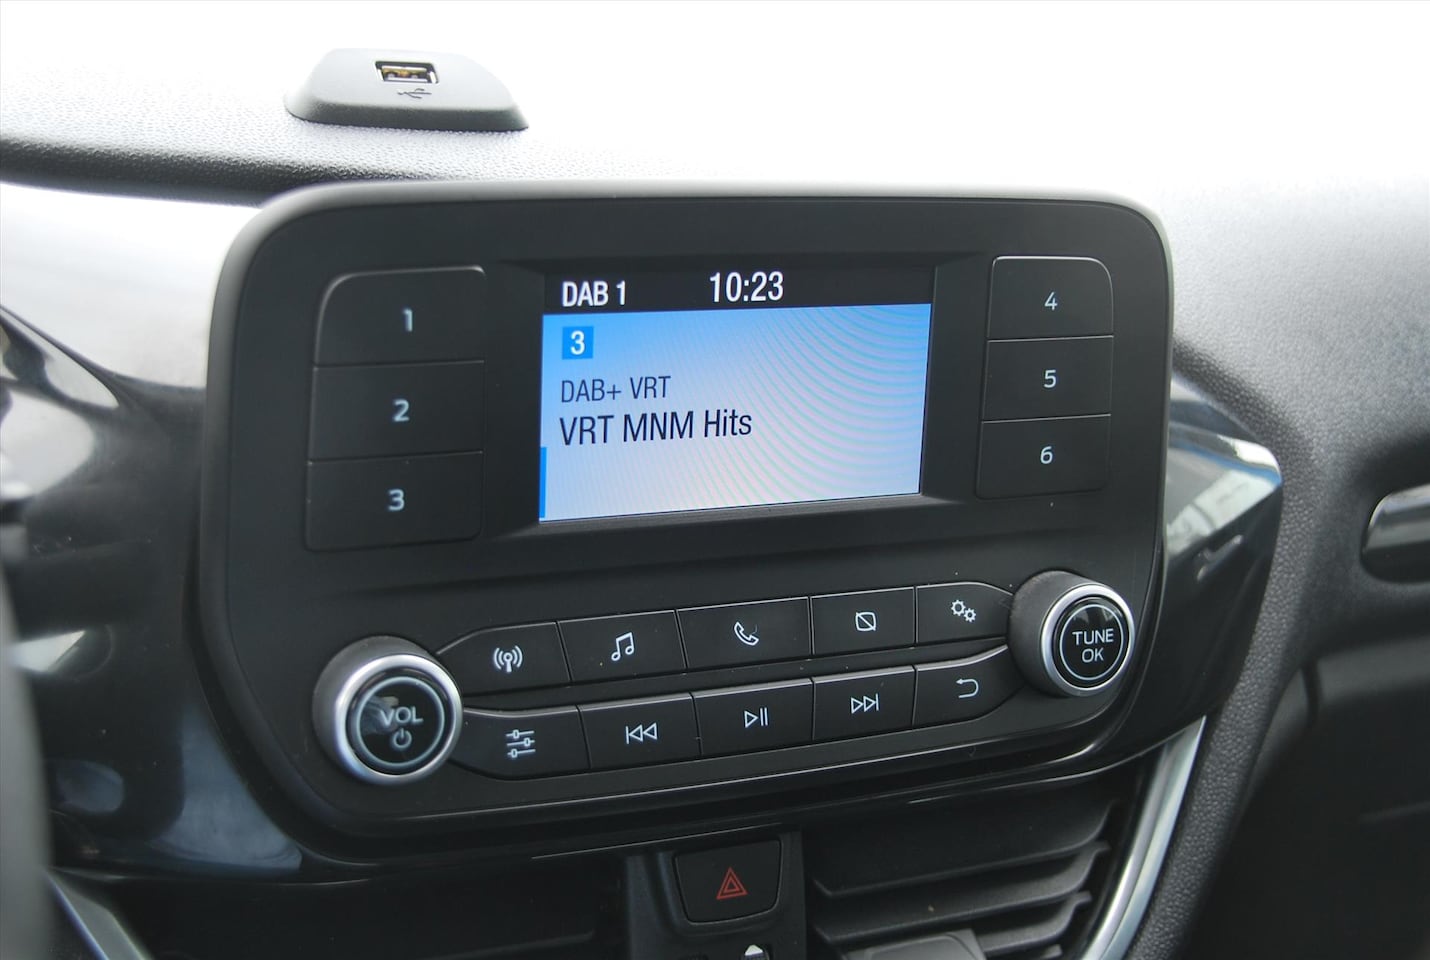 DAB 1 10:23
3
DAB+ VRT
VRT MNM Hits
1
2
3
4
5
6
VOL
TUNE
OK